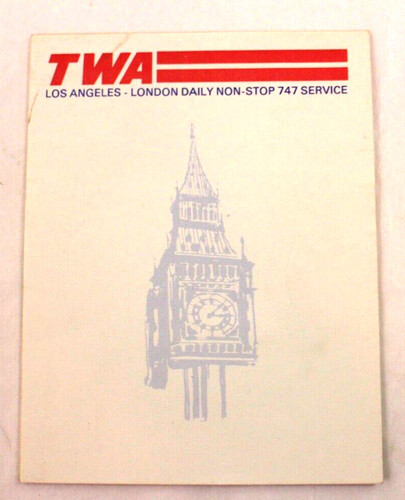 TWA
LOS ANGELES - LONDON DAILY NON-STOP 747 SERVICE